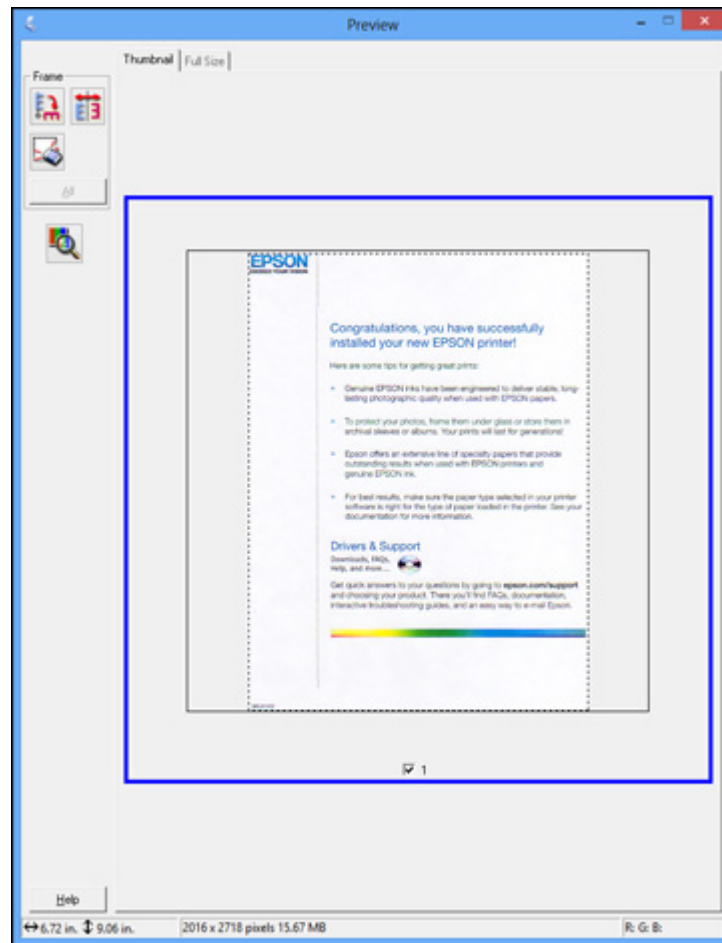 Preview
Thumbnail Full Size
Frame
All
EPSON
EXCEED YOUR VISION
Congratulations, you have successfully
installed your new EPSON printer!
Here are some tips for getting great prints:
• Genuine EPSON inks have been engineered to deliver stable, long-
lasting photographic quality when used with EPSON papers.
• To protect your photos, frame them under glass or store them in
archival sleeves or albums. Your prints will last for generations!
• Epson offers an extensive line of specialty papers that provide
outstanding results when used with EPSON printers and
genuine EPSON ink.
• For best results, make sure the paper type selected in your printer
software is right for the type of paper loaded in the printer. See your
documentation for more information.
Drivers & Support
Downloads, FAQs,
Help, and more...
Get quick answers to your questions by going to epson.com/support
and choosing your product. There you'll find FAQs, documentation,
interactive troubleshooting guides, and an easy way to e-mail Epson.
1
Help
6.72 in. 9.06 in. 2016 x 2718 pixels 15.67 MB R: G: B: